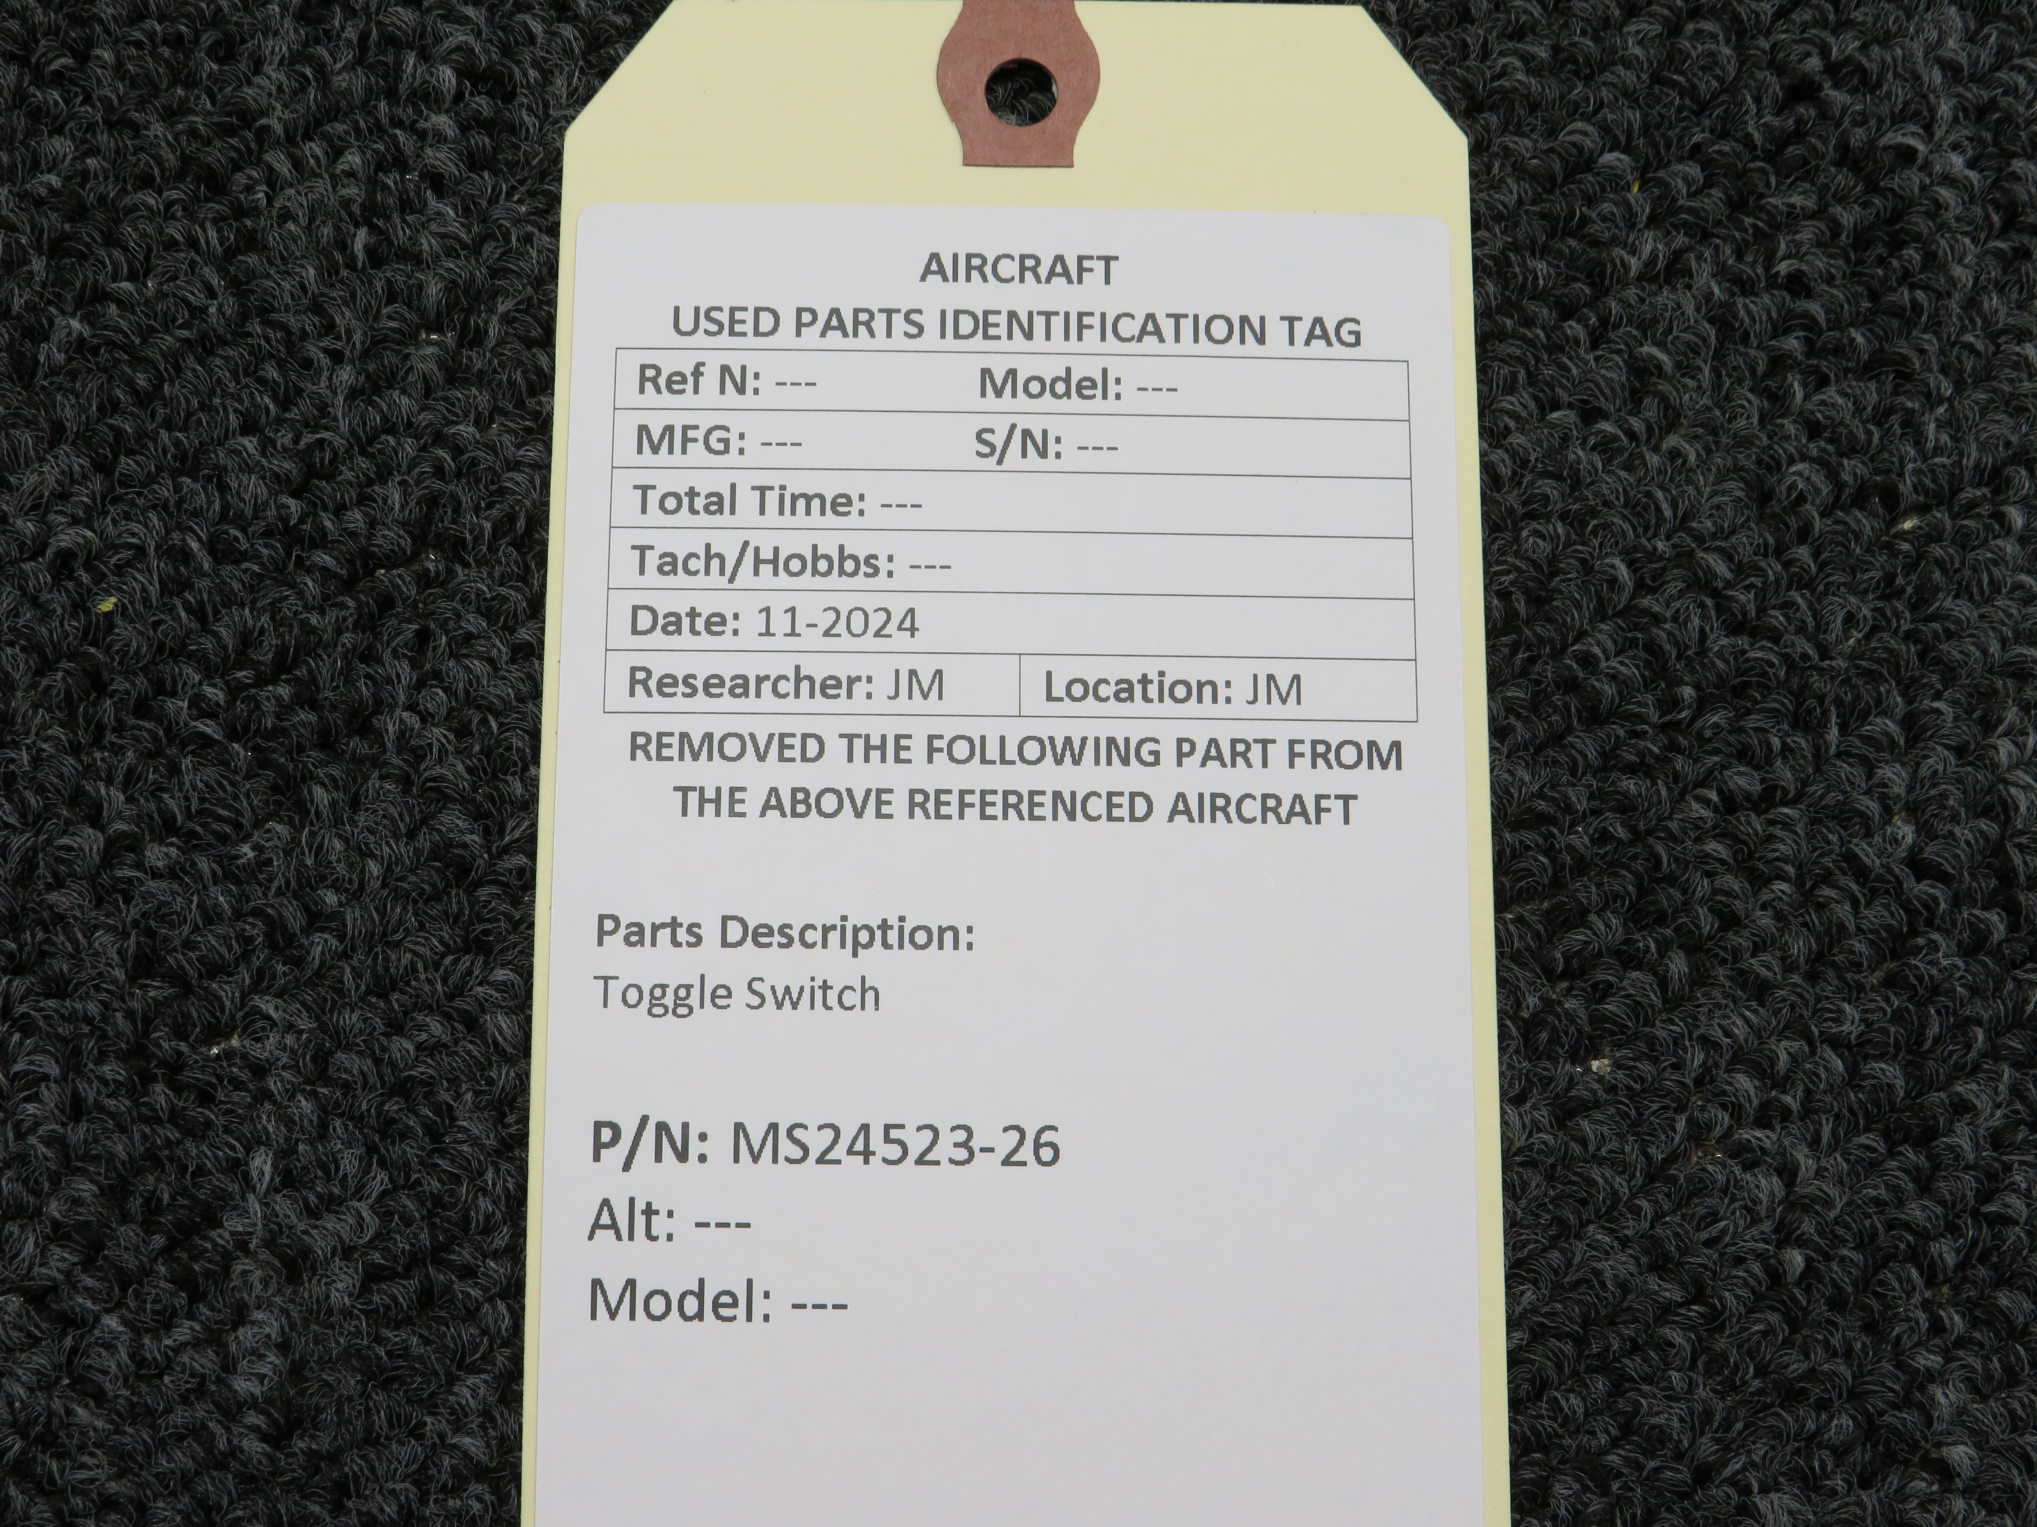 AIRCRAFT
USED PARTS IDENTIFICATION TAG
Ref N: --- Model: ---
MFG: --- S/N: ---
Total Time: ---
Tach/Hobbs: ---
Date: 11-2024
Researcher: JM Location: JM
REMOVED THE FOLLOWING PART FROM
THE ABOVE REFERENCED AIRCRAFT
Parts Description:
Toggle Switch
P/N: MS24523-26
Alt: ---
Model: ---